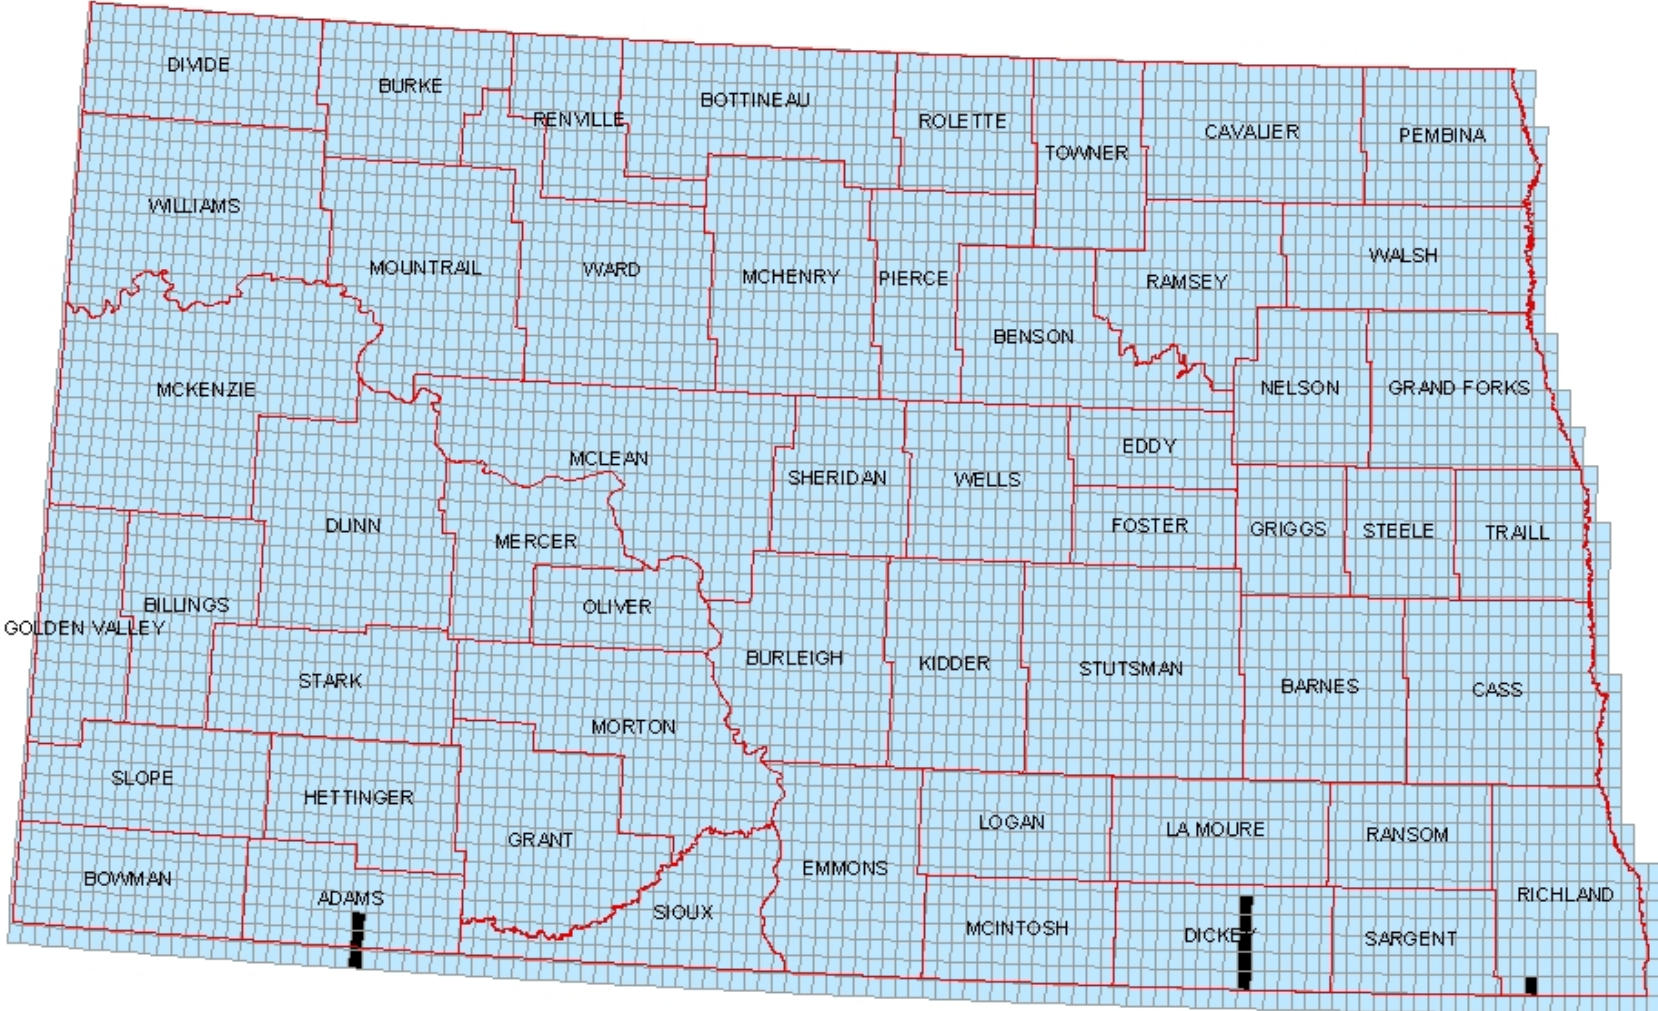 DIVIDE
BURKE
RENVILLE
BOTTINEAU
ROLETTE
TOWNER
CAVALIER
PEMBINA
WILLIAMS
MOUNTRAIL
WARD
MCHENRY
PIERCE
BENSON
RAMSEY
WALSH
MCKENZIE
NELSON
GRAND FORKS
MCLEAN
SHERIDAN
WELLS
EDDY
DUNN
MERCER
FOSTER
GRIGGS
STEELE
TRAILL
BILLINGS
GOLDEN VALLEY
OLIVER
STARK
BURLEIGH
KIDDER
STUTSMAN
BARNES
CASS
MORTON
SLOPE
HETTINGER
GRANT
LOGAN
LA MOURE
RANSOM
BOWMAN
ADAMS
SIOUX
EMMONS
RICHLAND
MCINTOSH
DICKEY
SARGENT